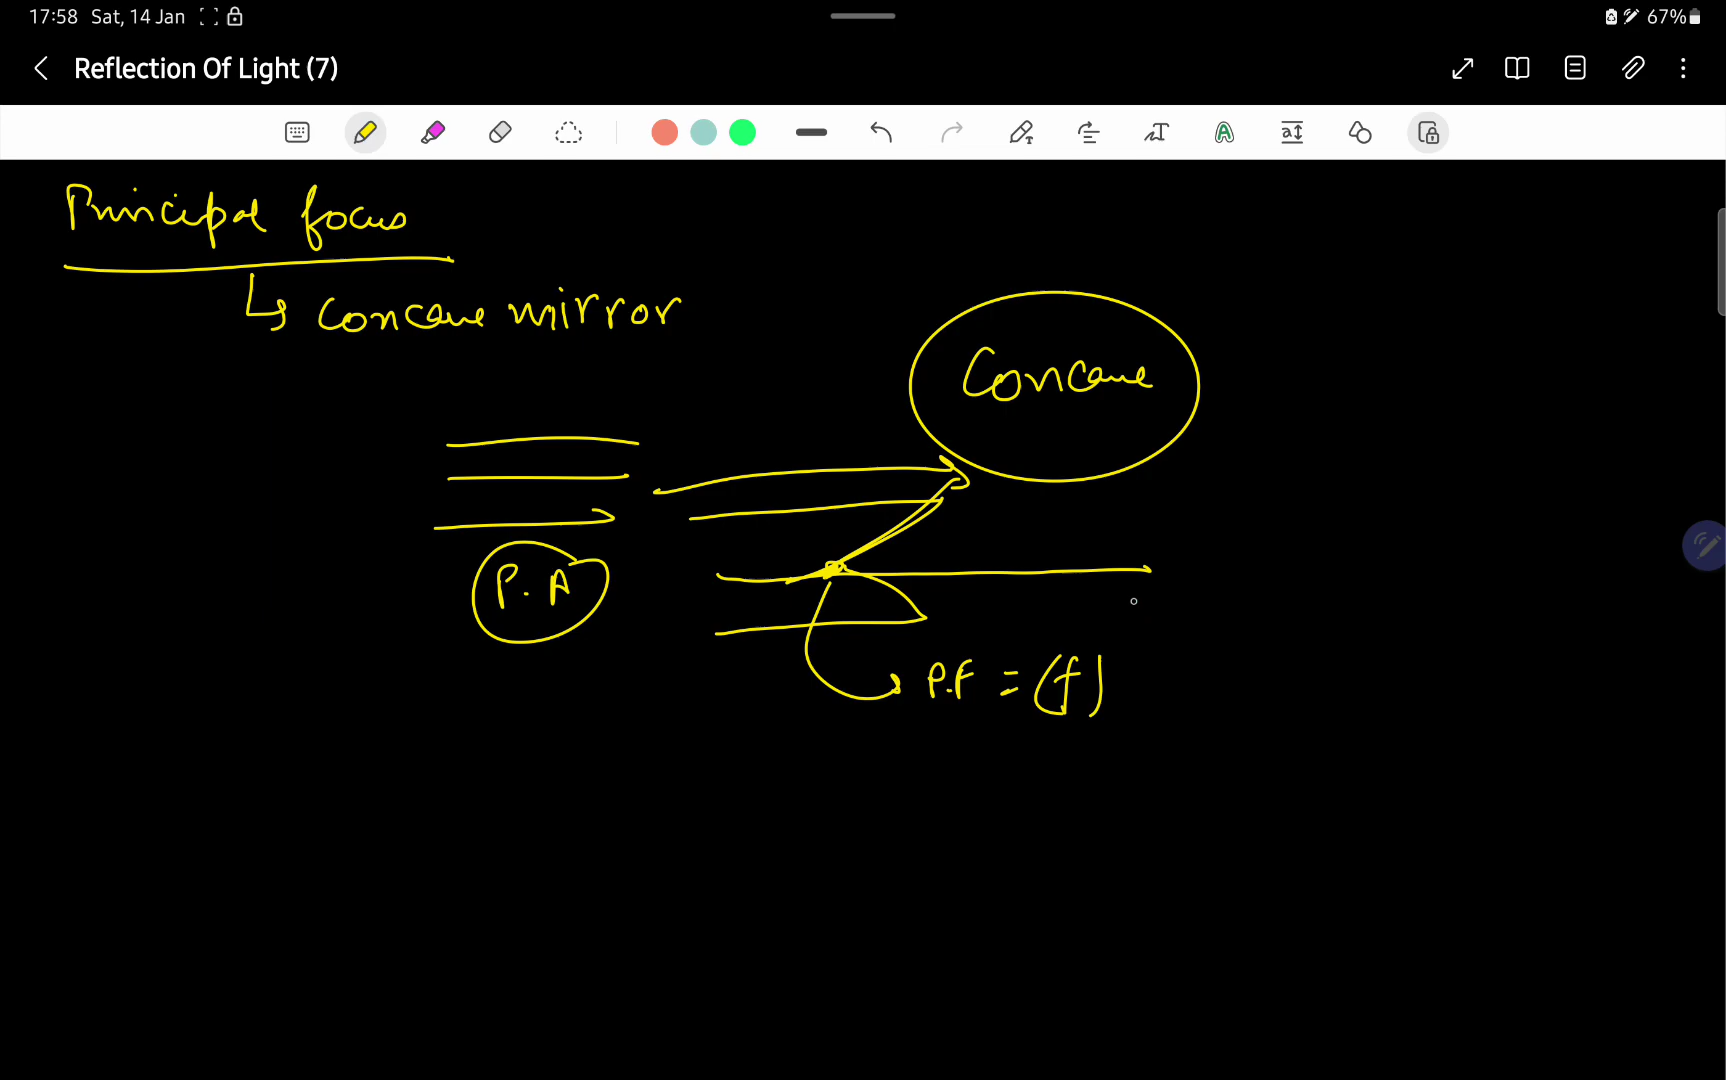 17:58 Sat, 14 Jan 67%
Reflection Of Light (7)
Principal focus
concave mirror
Concave
P. A
P.F = (f)